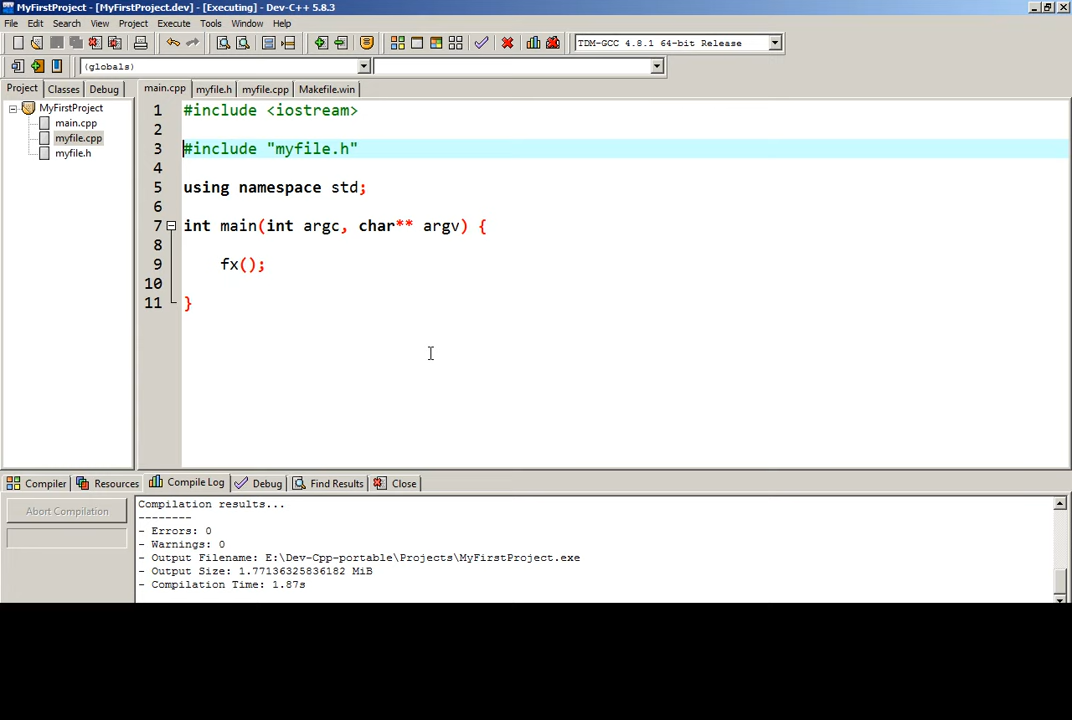 MyFirstProject - [MyFirstProject.dev] - [Executing] - Dev-C++ 5.8.3
File Edit Search View Project Execute Tools Window Help
TDM-GCC 4.8.1 64-bit Release
(globals)
Project Classes Debug main.cpp myfile.h myfile.cpp Makefile.win
MyFirstProject
main.cpp
myfile.cpp
myfile.h
1 #include <iostream>
2
3 #include "myfile.h"
4
5 using namespace std;
6
7 int main(int argc, char** argv) {
8
9 fx();
10
11 }
Compiler Resources Compile Log Debug Find Results Close
Abort Compilation
Compilation results...
--------
- Errors: 0
- Warnings: 0
- Output Filename: E:\Dev-Cpp-portable\Projects\MyFirstProject.exe
- Output Size: 1.77136325836182 MiB
- Compilation Time: 1.87s